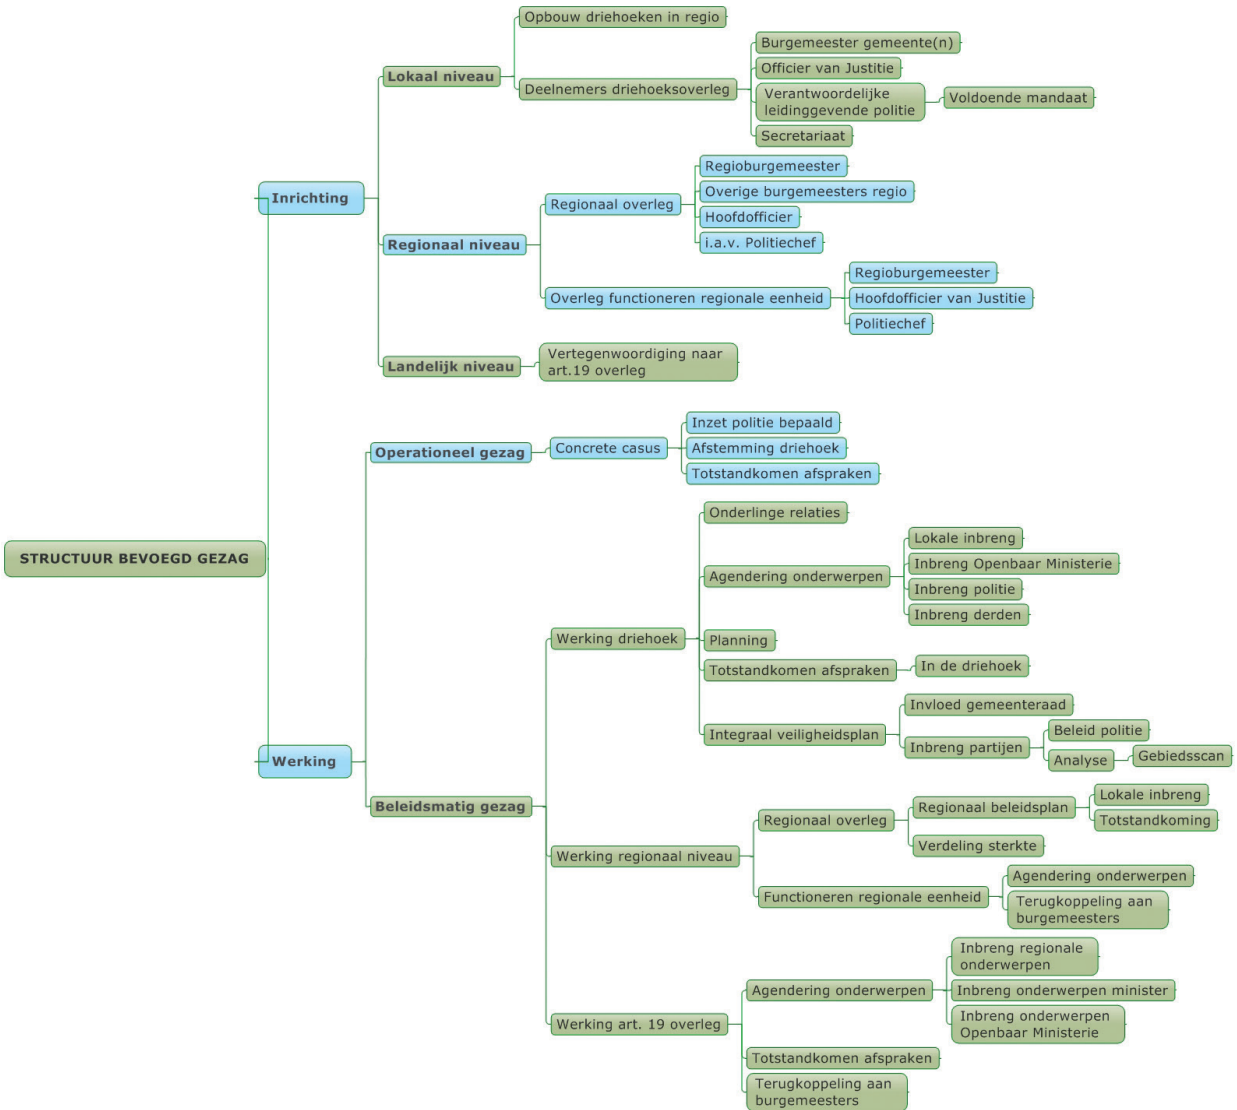 STRUCTUUR BEVOEGD GEZAG
Inrichting
Lokaal niveau
Opbouw driehoeken in regio
Deelnemers driehoeksoverleg
Burgemeester gemeente(n)
Officier van Justitie
Verantwoordelijke
leidinggevende politie
Voldoende mandaat
Secretariaat
Regionaal niveau
Regionaal overleg
Regioburgemeester
Overige burgemeesters regio
Hoofdofficier
i.a.v. Politiechef
Overleg functioneren regionale eenheid
Regioburgemeester
Hoofdofficier van Justitie
Politiechef
Landelijk niveau
Vertegenwoordiging naar
art.19 overleg
Werking
Operationeel gezag
Concrete casus
Inzet politie bepaald
Afstemming driehoek
Totstandkomen afspraken
Beleidsmatig gezag
Werking driehoek
Onderlinge relaties
Agendering onderwerpen
Lokale inbreng
Inbreng Openbaar Ministerie
Inbreng politie
Inbreng derden
Planning
Totstandkomen afspraken
In de driehoek
Integraal veiligheidsplan
Invloed gemeenteraad
Inbreng partijen
Beleid politie
Analyse
Gebiedsscan
Werking regionaal niveau
Regionaal overleg
Regionaal beleidsplan
Lokale inbreng
Totstandkoming
Verdeling sterkte
Functioneren regionale eenheid
Agendering onderwerpen
Terugkoppeling aan
burgemeesters
Werking art. 19 overleg
Agendering onderwerpen
Inbreng regionale
onderwerpen
Inbreng onderwerpen minister
Inbreng onderwerpen
Openbaar Ministerie
Totstandkomen afspraken
Terugkoppeling aan
burgemeesters